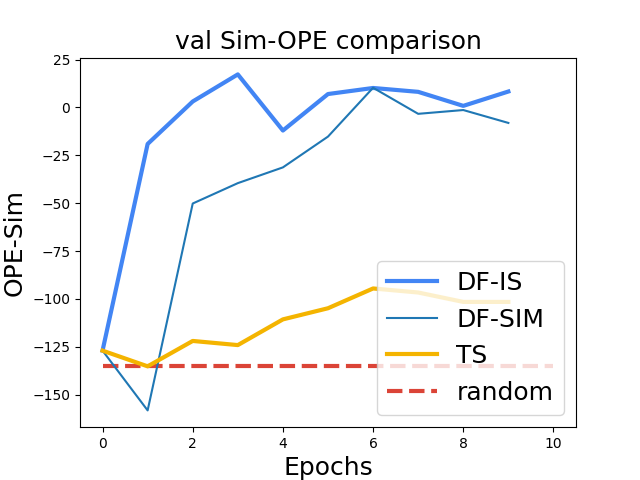 val Sim-OPE comparison
OPE-Sim
25
0
−25
−50
−75
−100
−125
−150
DF-IS
DF-SIM
TS
random
0 2 4 6 8 10
Epochs